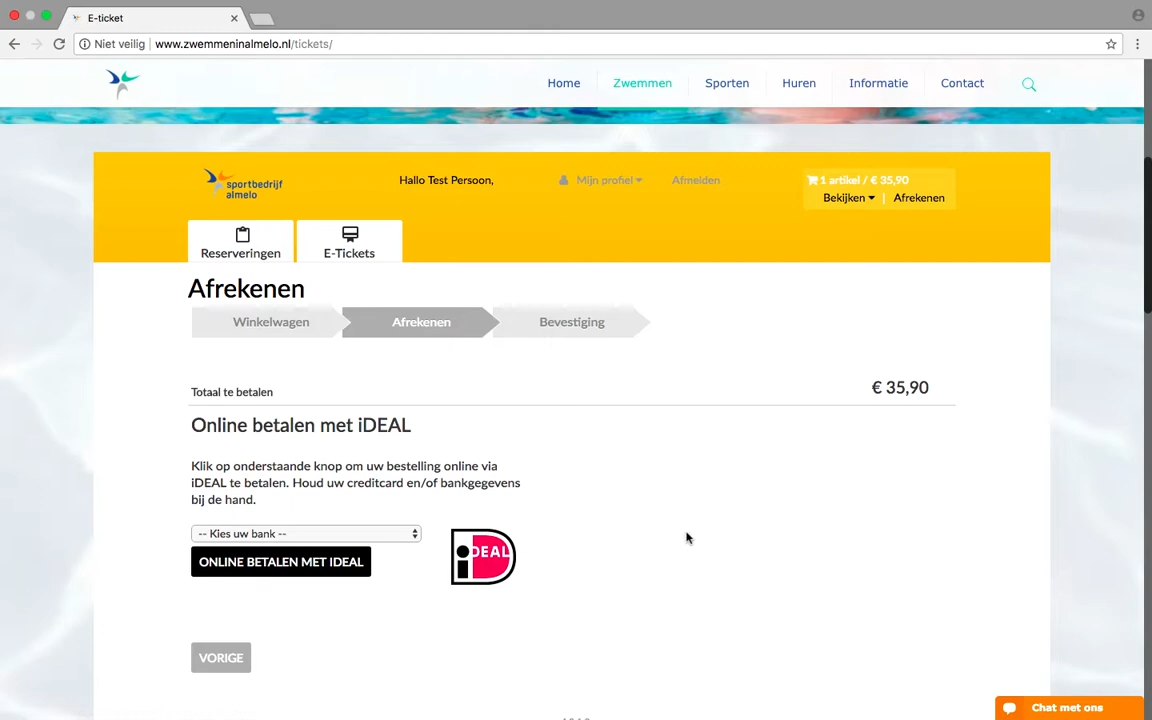 E-ticket
Niet veilig
www.zwemmeninalmelo.nl/tickets/
Home
Zwemmen
Sporten
Huren
Informatie
Contact
sportbedrijf
almelo
Hallo Test Persoon,
Mijn profiel
Afmelden
1 artikel / € 35,90
Bekijken | Afrekenen
Reserveringen
E-Tickets
Afrekenen
Winkelwagen
Afrekenen
Bevestiging
Totaal te betalen
€ 35,90
Online betalen met iDEAL
Klik op onderstaande knop om uw bestelling online via
iDEAL te betalen. Houd uw creditcard en/of bankgegevens
bij de hand.
-- Kies uw bank --
ONLINE BETALEN MET IDEAL
iDEAL
VORIGE
Chat met ons